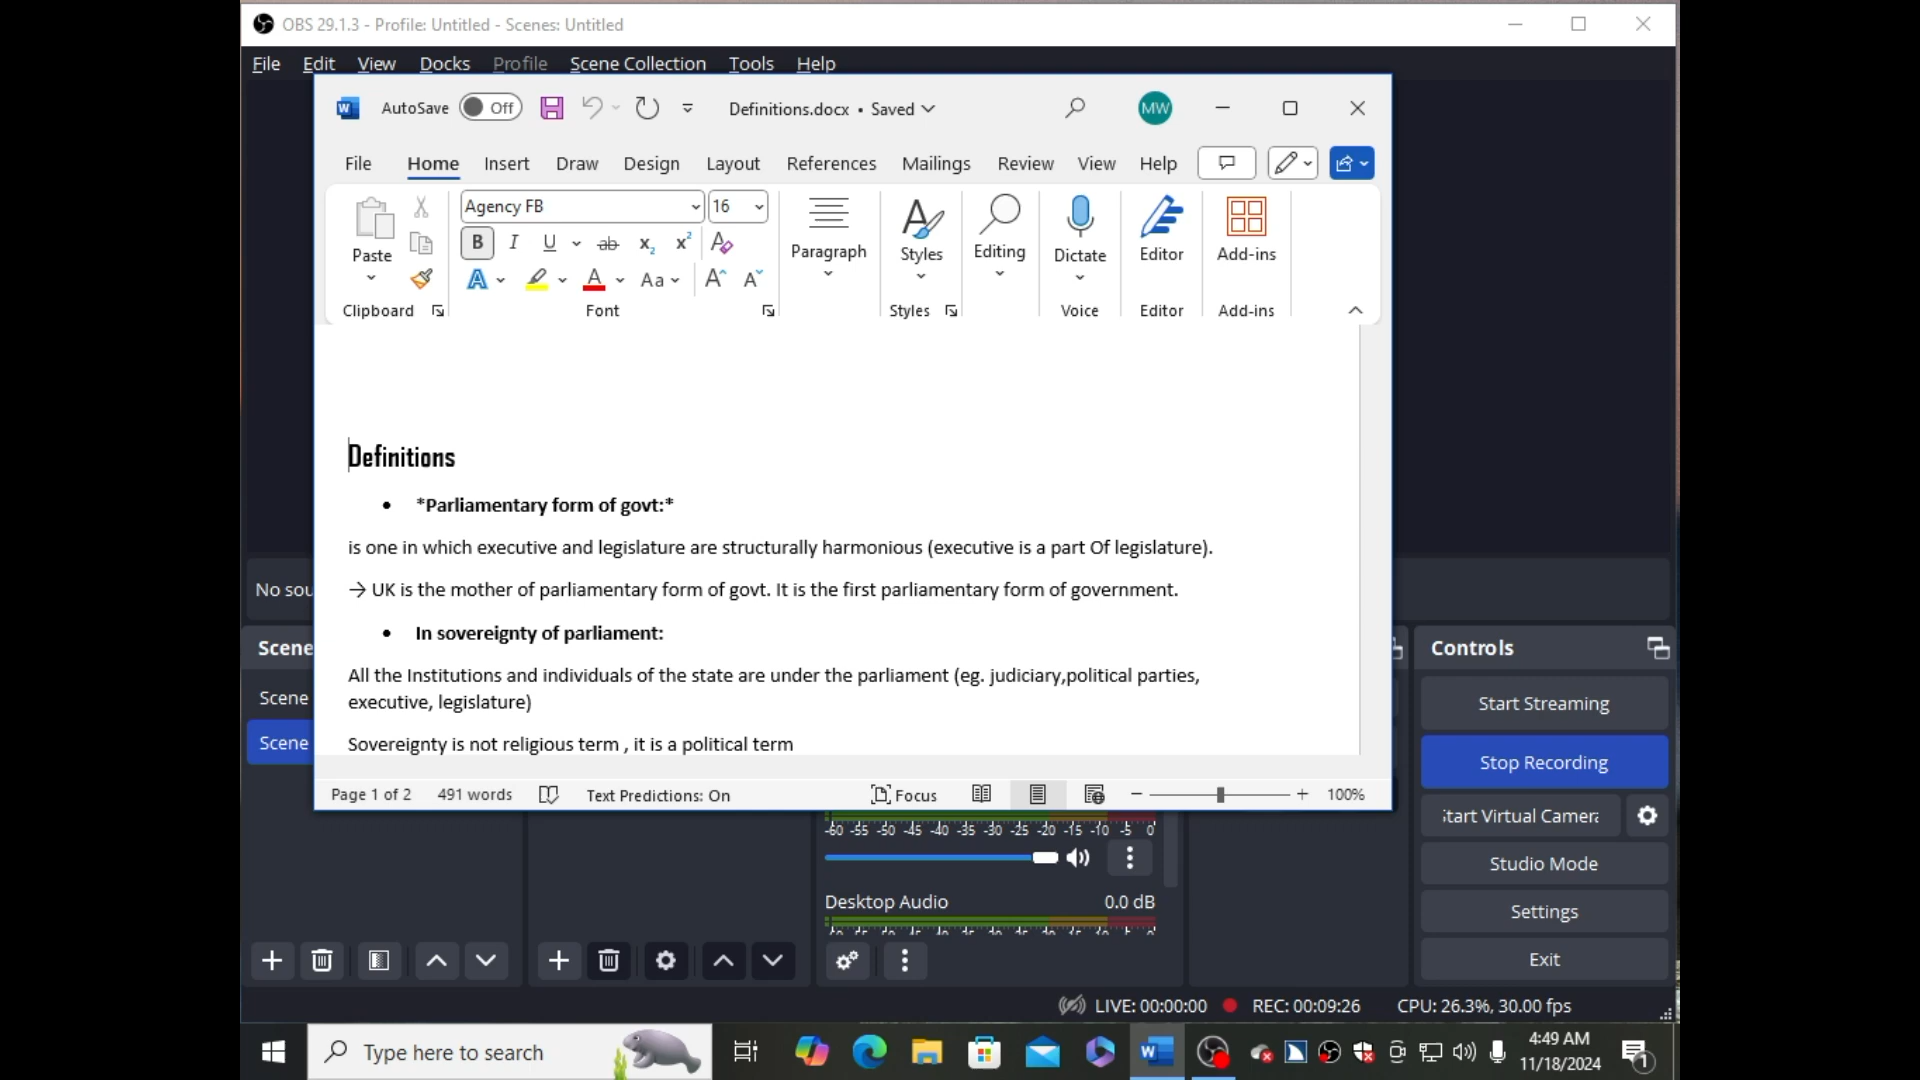 OBS 29.1.3 - Profile: Untitled - Scenes: Untitled
File Edit View Docks Profile Scene Collection Tools Help
AutoSave Off Definitions.docx • Saved MW
File Home Insert Draw Design Layout References Mailings Review View Help
Agency FB 16
Paste Paragraph Styles Editing Dictate Editor Add-ins
Clipboard Font Styles Voice Editor Add-ins
Definitions
• *Parliamentary form of govt:*
is one in which executive and legislature are structurally harmonious (executive is a part Of legislature).
→ UK is the mother of parliamentary form of govt. It is the first parliamentary form of government.
• In sovereignty of parliament:
All the Institutions and individuals of the state are under the parliament (eg. judiciary,political parties,
executive, legislature)
Sovereignty is not religious term , it is a political term
Page 1 of 2 491 words Text Predictions: On Focus 100%
No sou
Scene
Scene
Scene
-60 -55 -50 -45 -40 -35 -30 -25 -20 -15 -10 -5 0
Desktop Audio 0.0 dB
Controls
Start Streaming
Stop Recording
tart Virtual Camer
Studio Mode
Settings
Exit
LIVE: 00:00:00 REC: 00:09:26 CPU: 26.3%, 30.00 fps
Type here to search
4:49 AM
11/18/2024
1